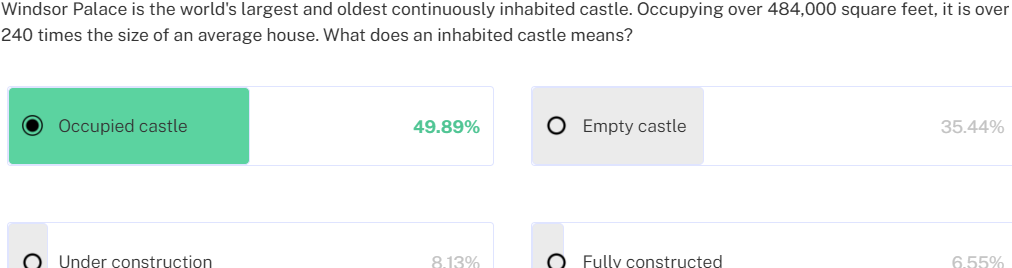 Windsor Palace is the world's largest and oldest continuously inhabited castle. Occupying over 484,000 square feet, it is over
240 times the size of an average house. What does an inhabited castle means?
Occupied castle 49.89% Empty castle 35.44%
Under construction 8.13% Fully constructed 6.55%